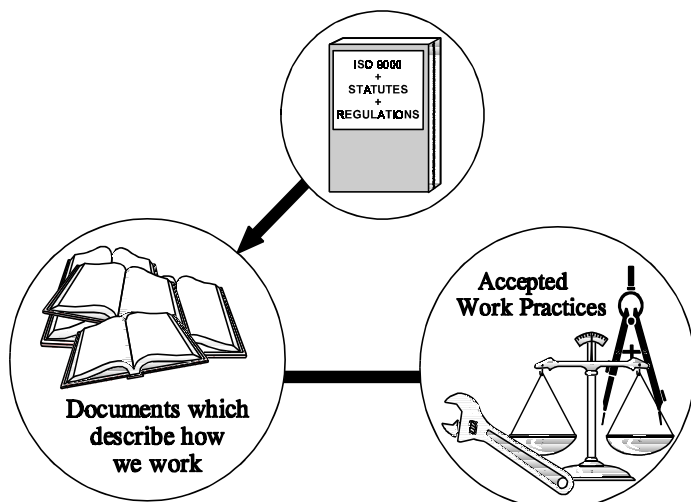 ISO 9000
+
STATUTES
+
REGULATIONS
Accepted
Work Practices
Documents which
describe how
we work